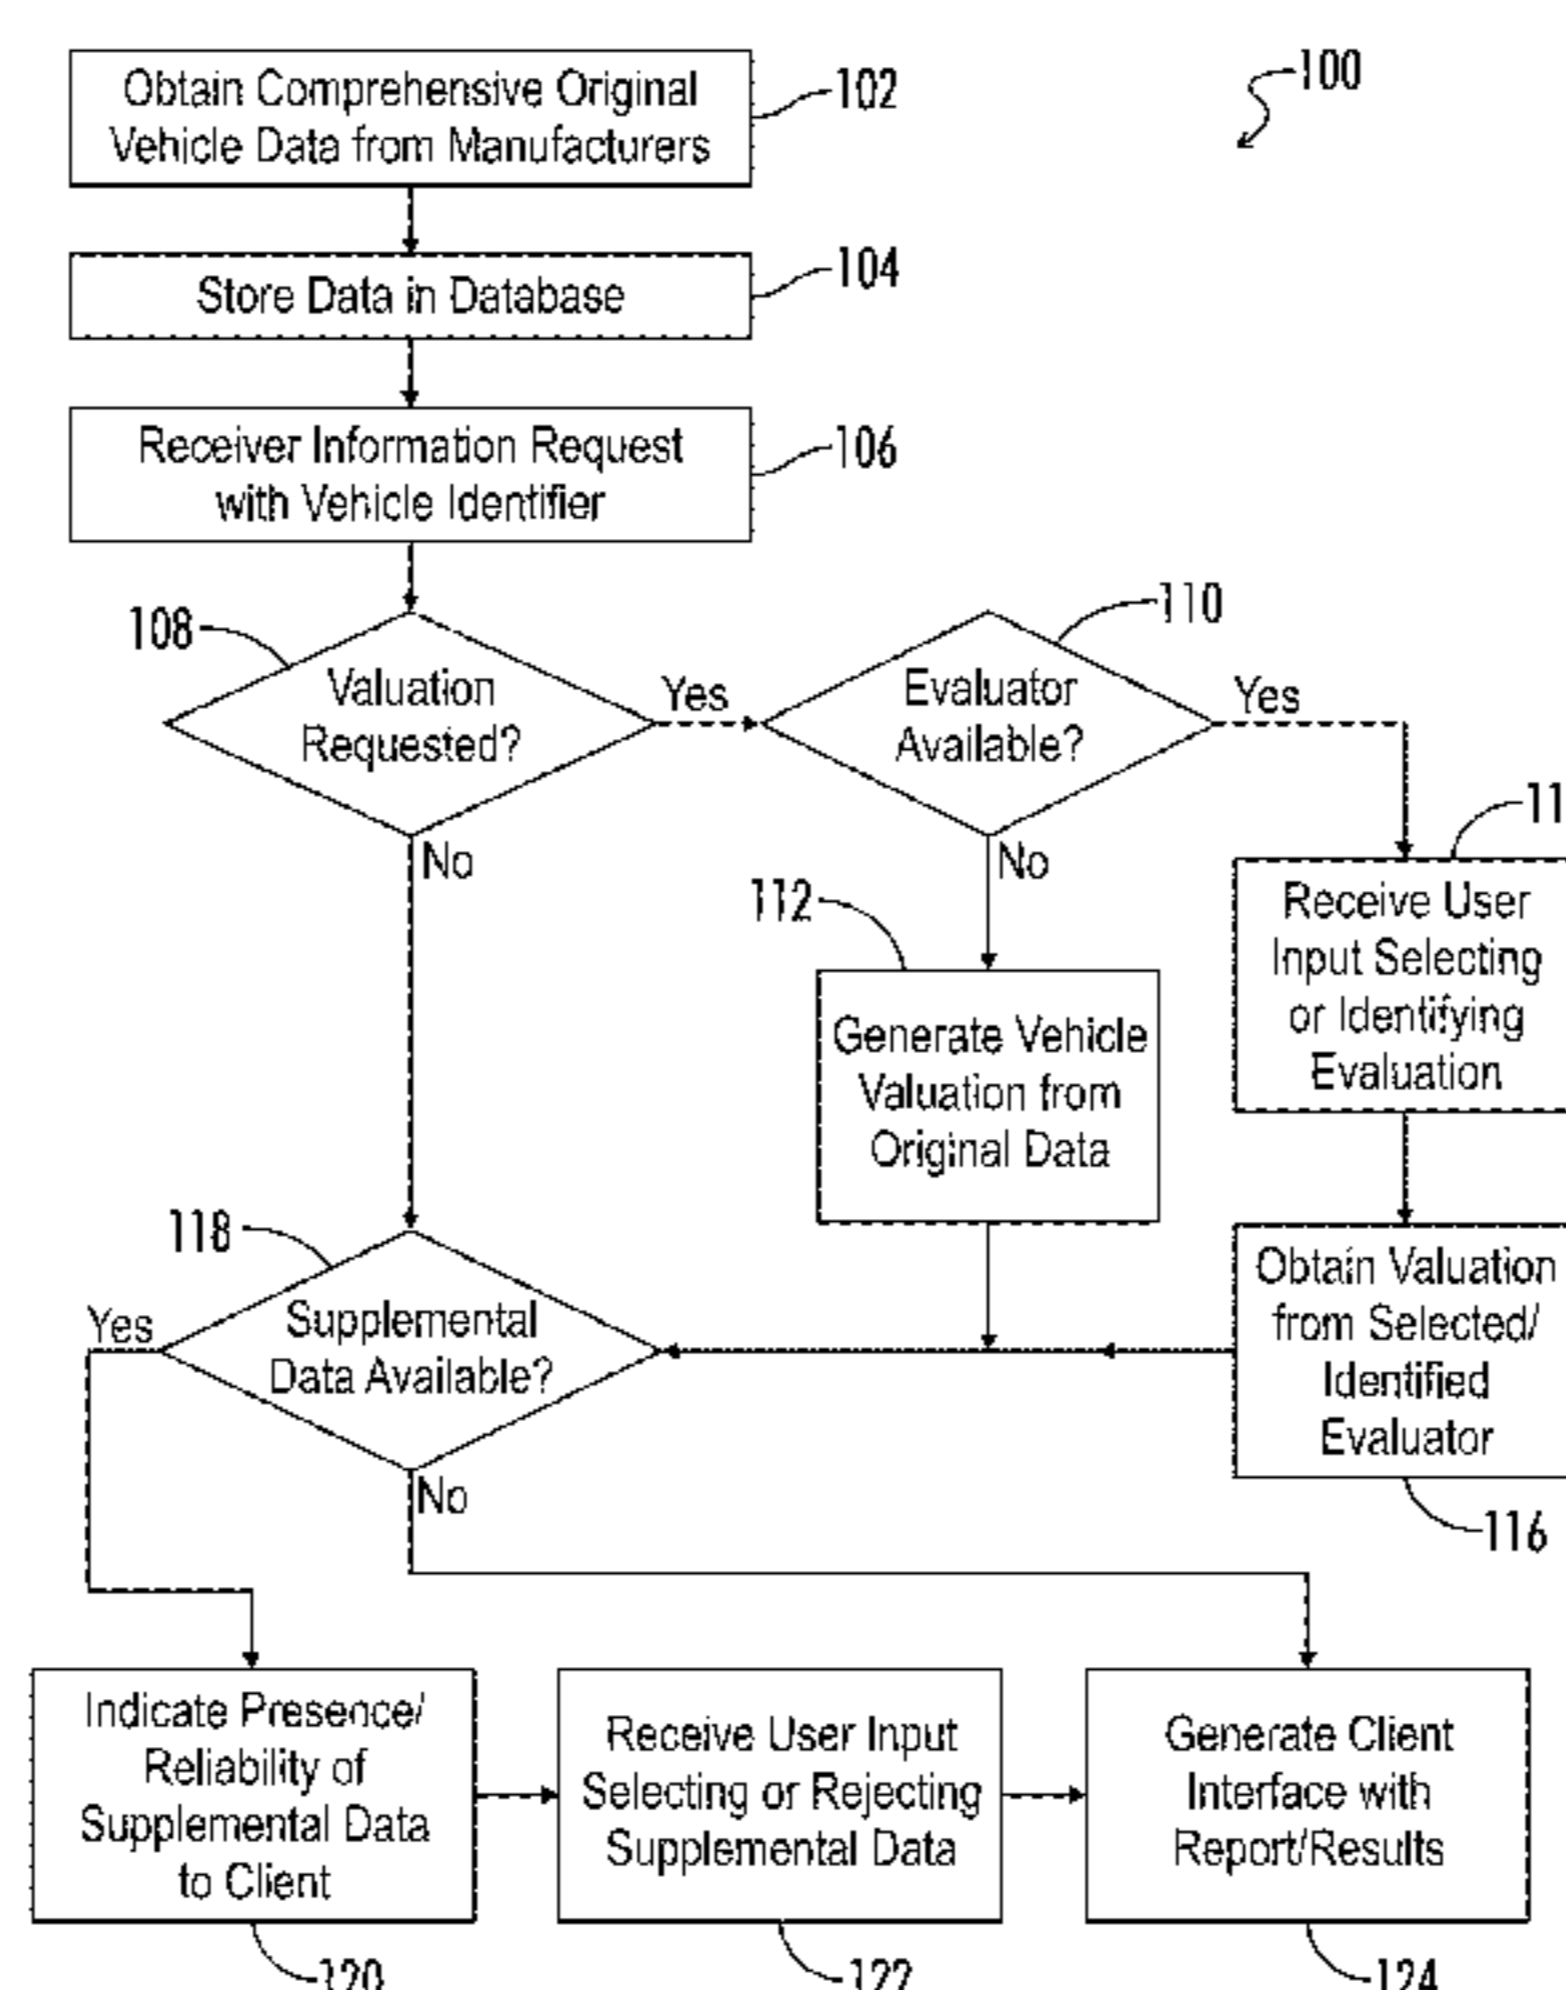 100
Obtain Comprehensive Original
Vehicle Data from Manufacturers
102
Store Data in Database
104
Receiver Information Request
with Vehicle Identifier
106
108
Valuation
Requested?
Yes
No
110
Evaluator
Available?
Yes
No
112
Generate Vehicle
Valuation from
Original Data
Receive User
Input Selecting
or Identifying
Evaluation
Obtain Valuation
from Selected/
Identified
Evaluator
116
118
Supplemental
Data Available?
Yes
No
Indicate Presence/
Reliability of
Supplemental Data
to Client
120
Receive User Input
Selecting or Rejecting
Supplemental Data
122
Generate Client
Interface with
Report/Results
124